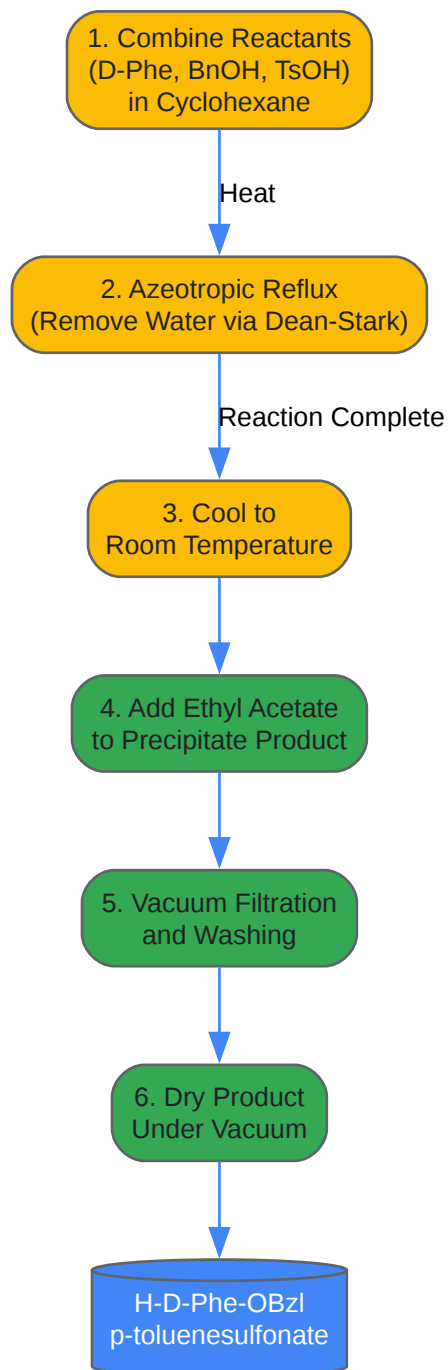 1. Combine Reactants
(D-Phe, BnOH, TsOH)
in Cyclohexane
Heat
2. Azeotropic Reflux
(Remove Water via Dean-Stark)
Reaction Complete
3. Cool to
Room Temperature
4. Add Ethyl Acetate
to Precipitate Product
5. Vacuum Filtration
and Washing
6. Dry Product
Under Vacuum
H-D-Phe-OBzl
p-toluenesulfonate